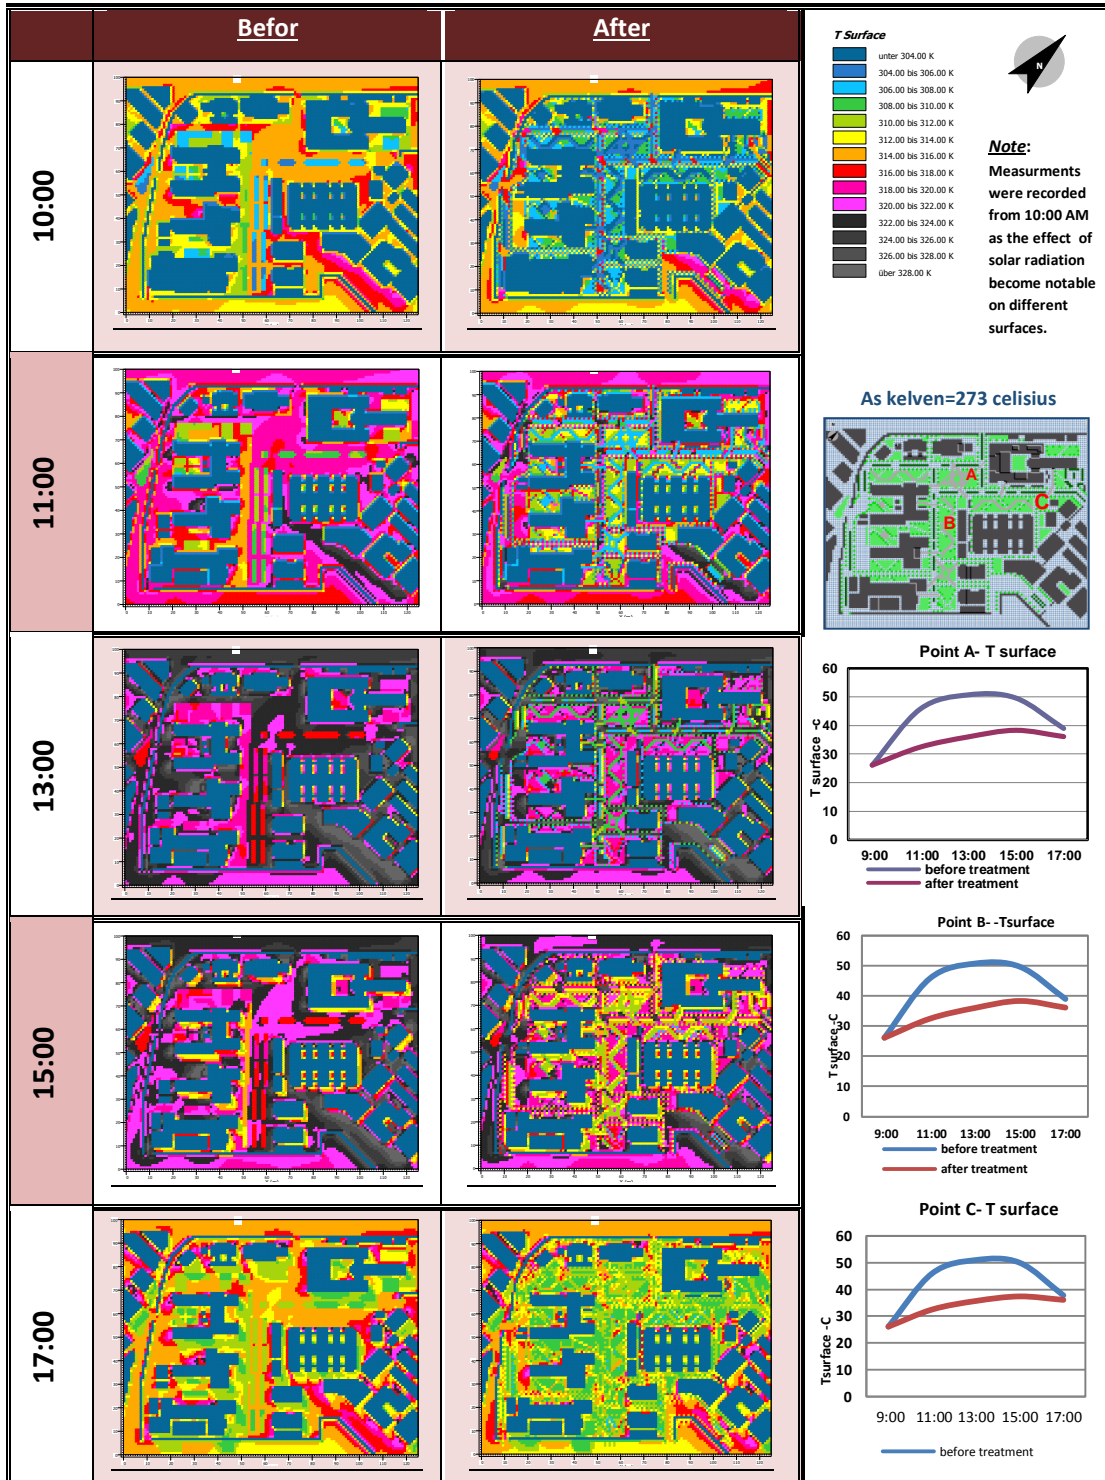 Befor
After
10:00
11:00
13:00
15:00
17:00
T Surface
unter 304.00 K
304.00 bis 306.00 K
306.00 bis 308.00 K
308.00 bis 310.00 K
310.00 bis 312.00 K
312.00 bis 314.00 K
314.00 bis 316.00 K
316.00 bis 318.00 K
318.00 bis 320.00 K
320.00 bis 322.00 K
322.00 bis 324.00 K
324.00 bis 326.00 K
326.00 bis 328.00 K
über 328.00 K
N
Note:
Measurments
were recorded
from 10:00 AM
as the effect of
solar radiation
become notable
on different
surfaces.
As kelven=273 celisius
A
B
C
Point A- T surface
T surface -C
60
50
40
30
20
10
0
9:00 11:00 13:00 15:00 17:00
before treatment
after treatment
Point B- -Tsurface
T surface -C
60
50
40
30
20
10
0
9:00 11:00 13:00 15:00 17:00
before treatment
after treatment
Point C- T surface
Tsurface -C
60
50
40
30
20
10
0
9:00 11:00 13:00 15:00 17:00
before treatment